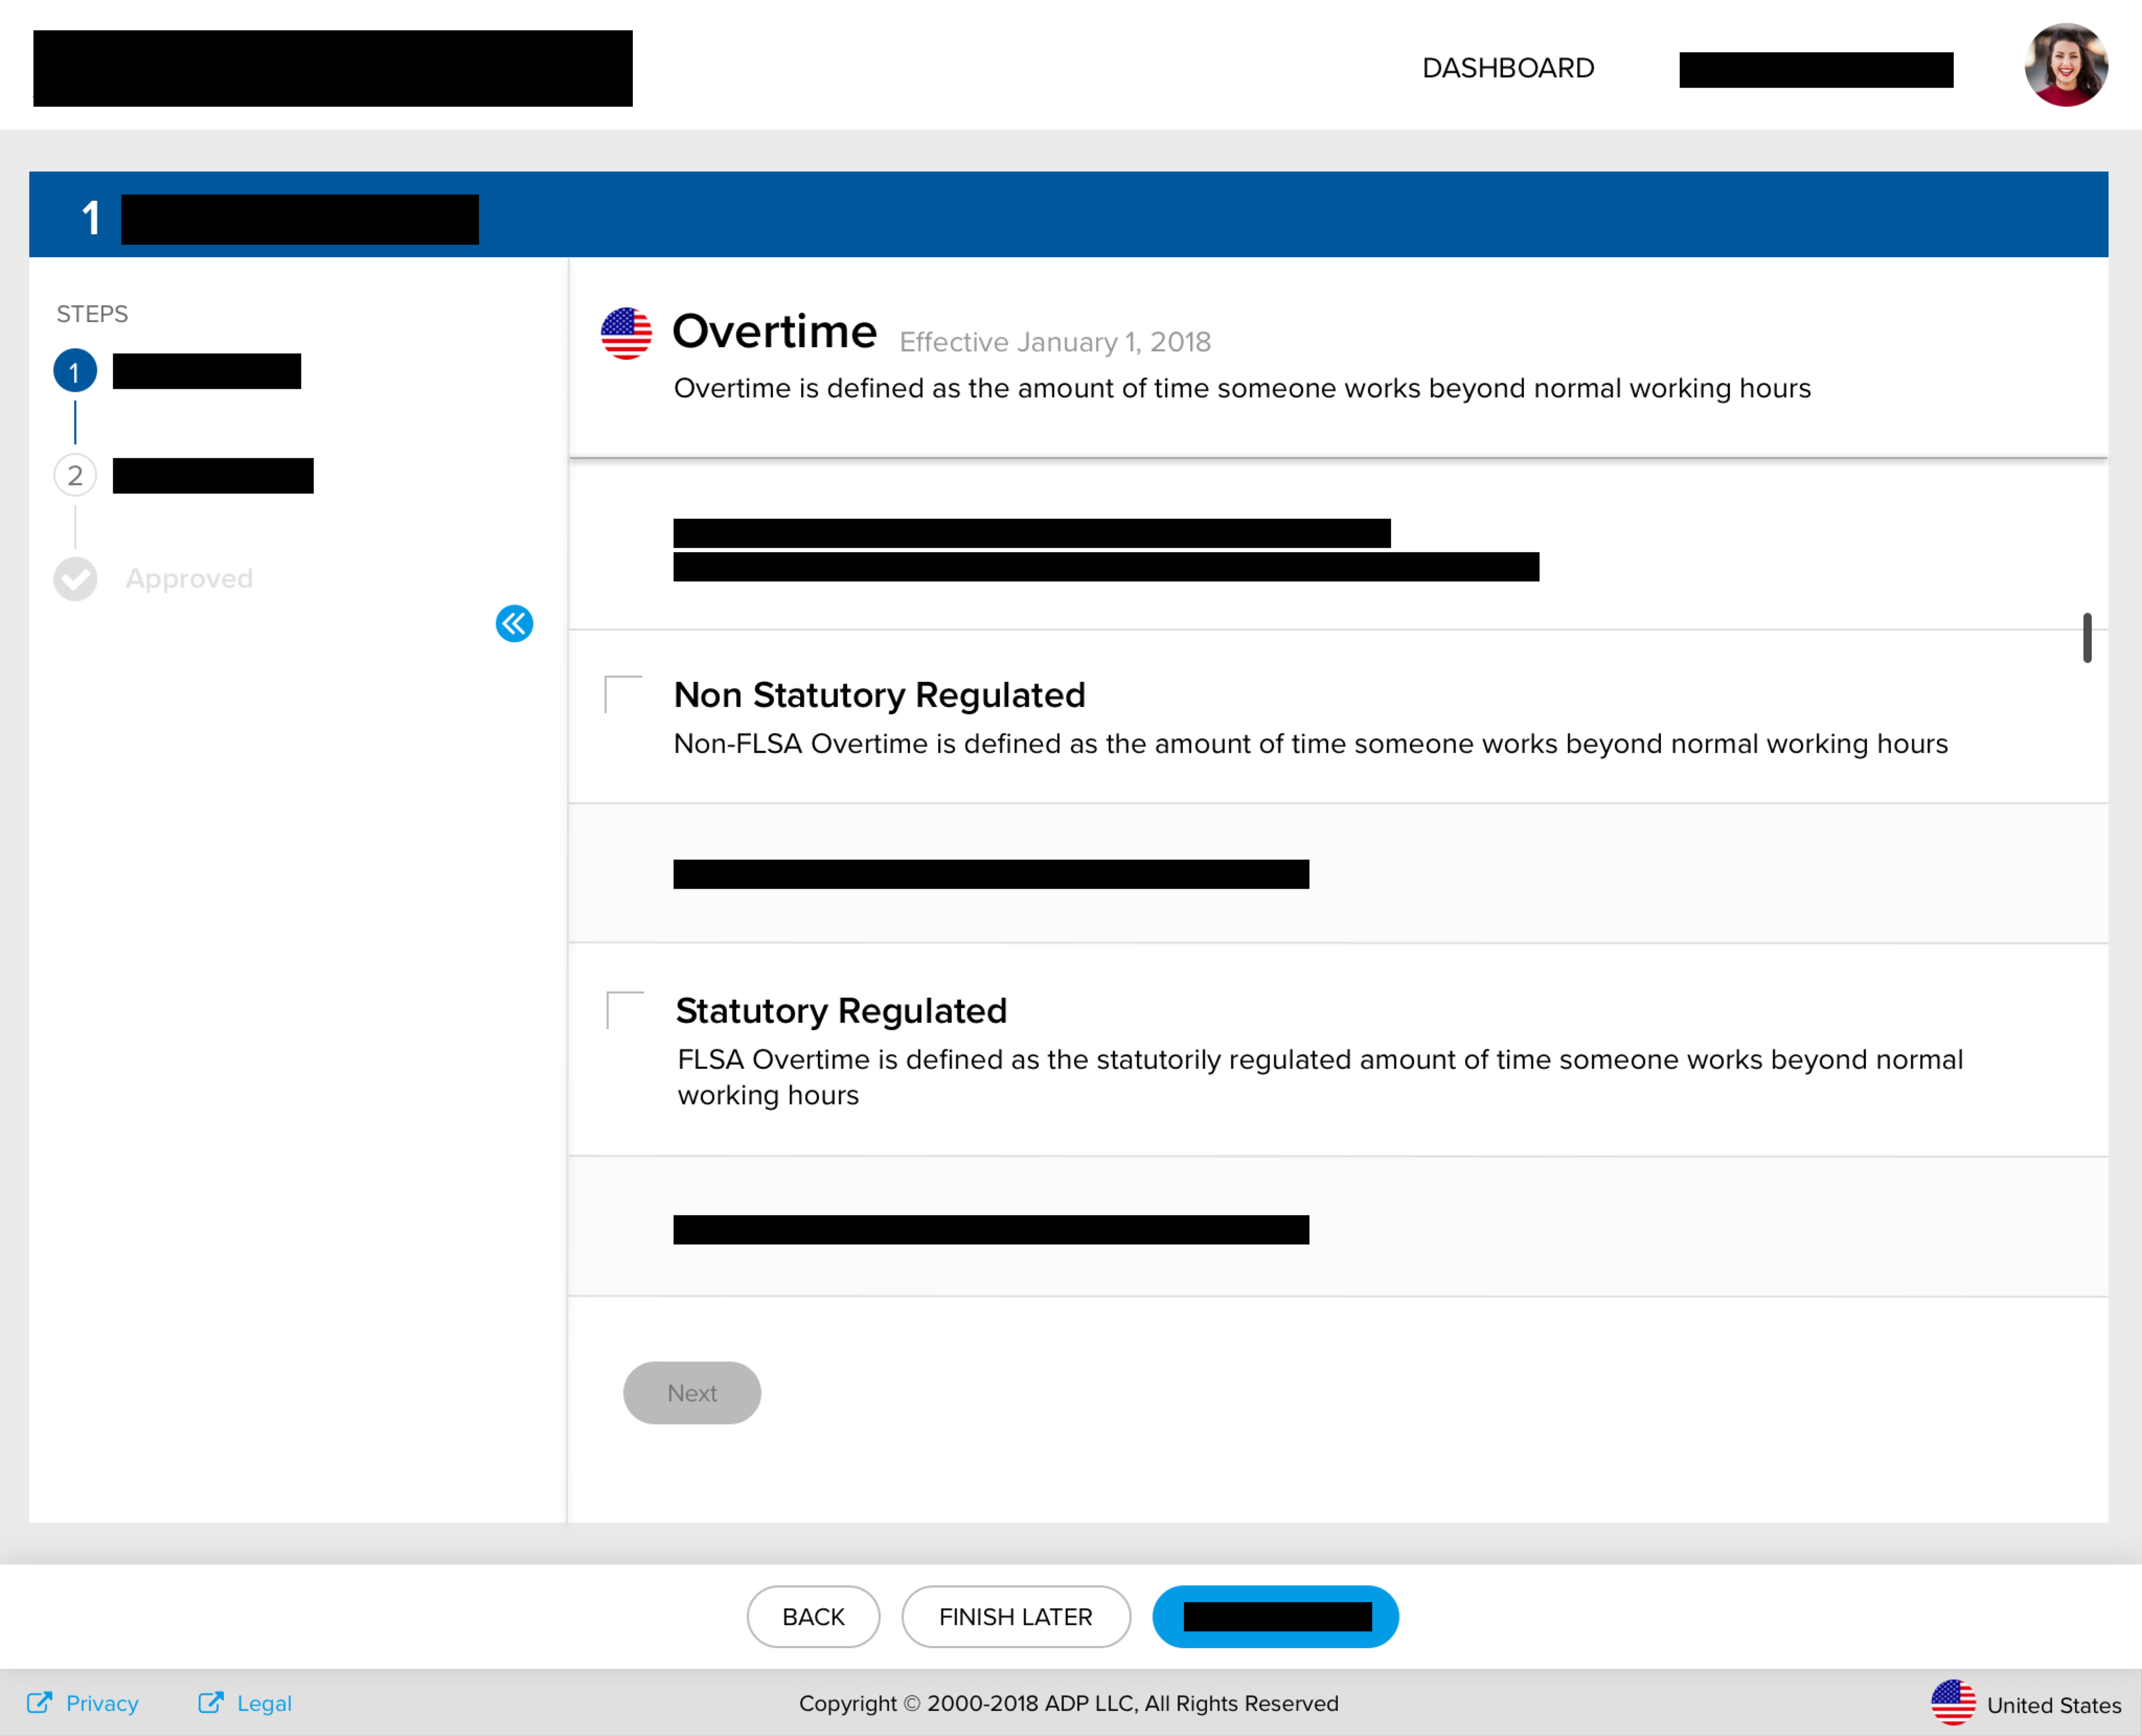 DASHBOARD
1
STEPS
1
2
Approved
Overtime Effective January 1, 2018
Overtime is defined as the amount of time someone works beyond normal working hours
Non Statutory Regulated
Non-FLSA Overtime is defined as the amount of time someone works beyond normal working hours
Statutory Regulated
FLSA Overtime is defined as the statutorily regulated amount of time someone works beyond normal
working hours
Next
BACK
FINISH LATER
Privacy
Legal
Copyright © 2000-2018 ADP LLC, All Rights Reserved
United States